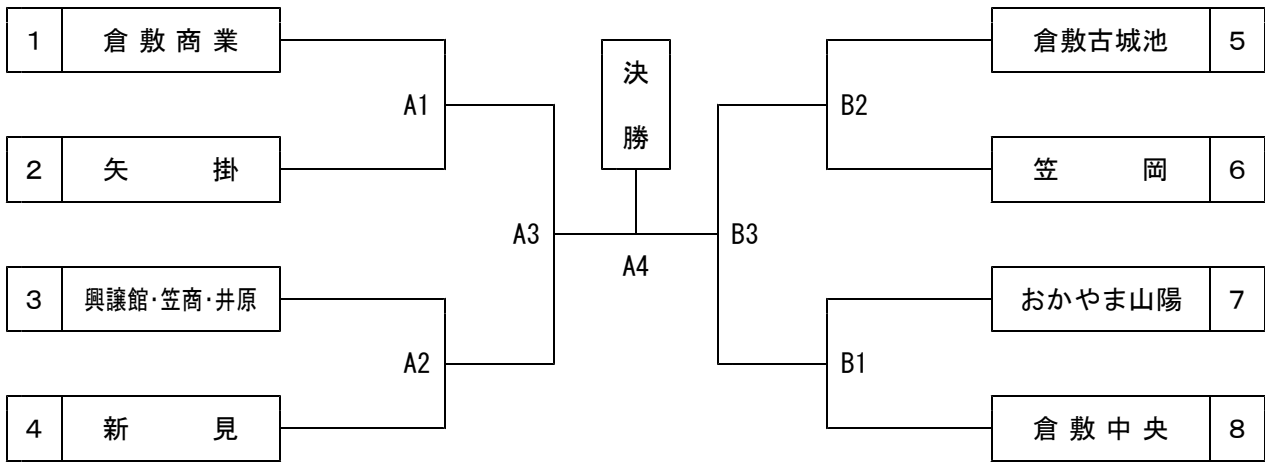 1 倉敷商業
A1
2 矢掛
A3
3 興譲館・笠商・井原
A2
4 新見
決
勝
A4
倉敷古城池 5
B2
笠岡 6
B3
おかやま山陽 7
B1
倉敷中央 8